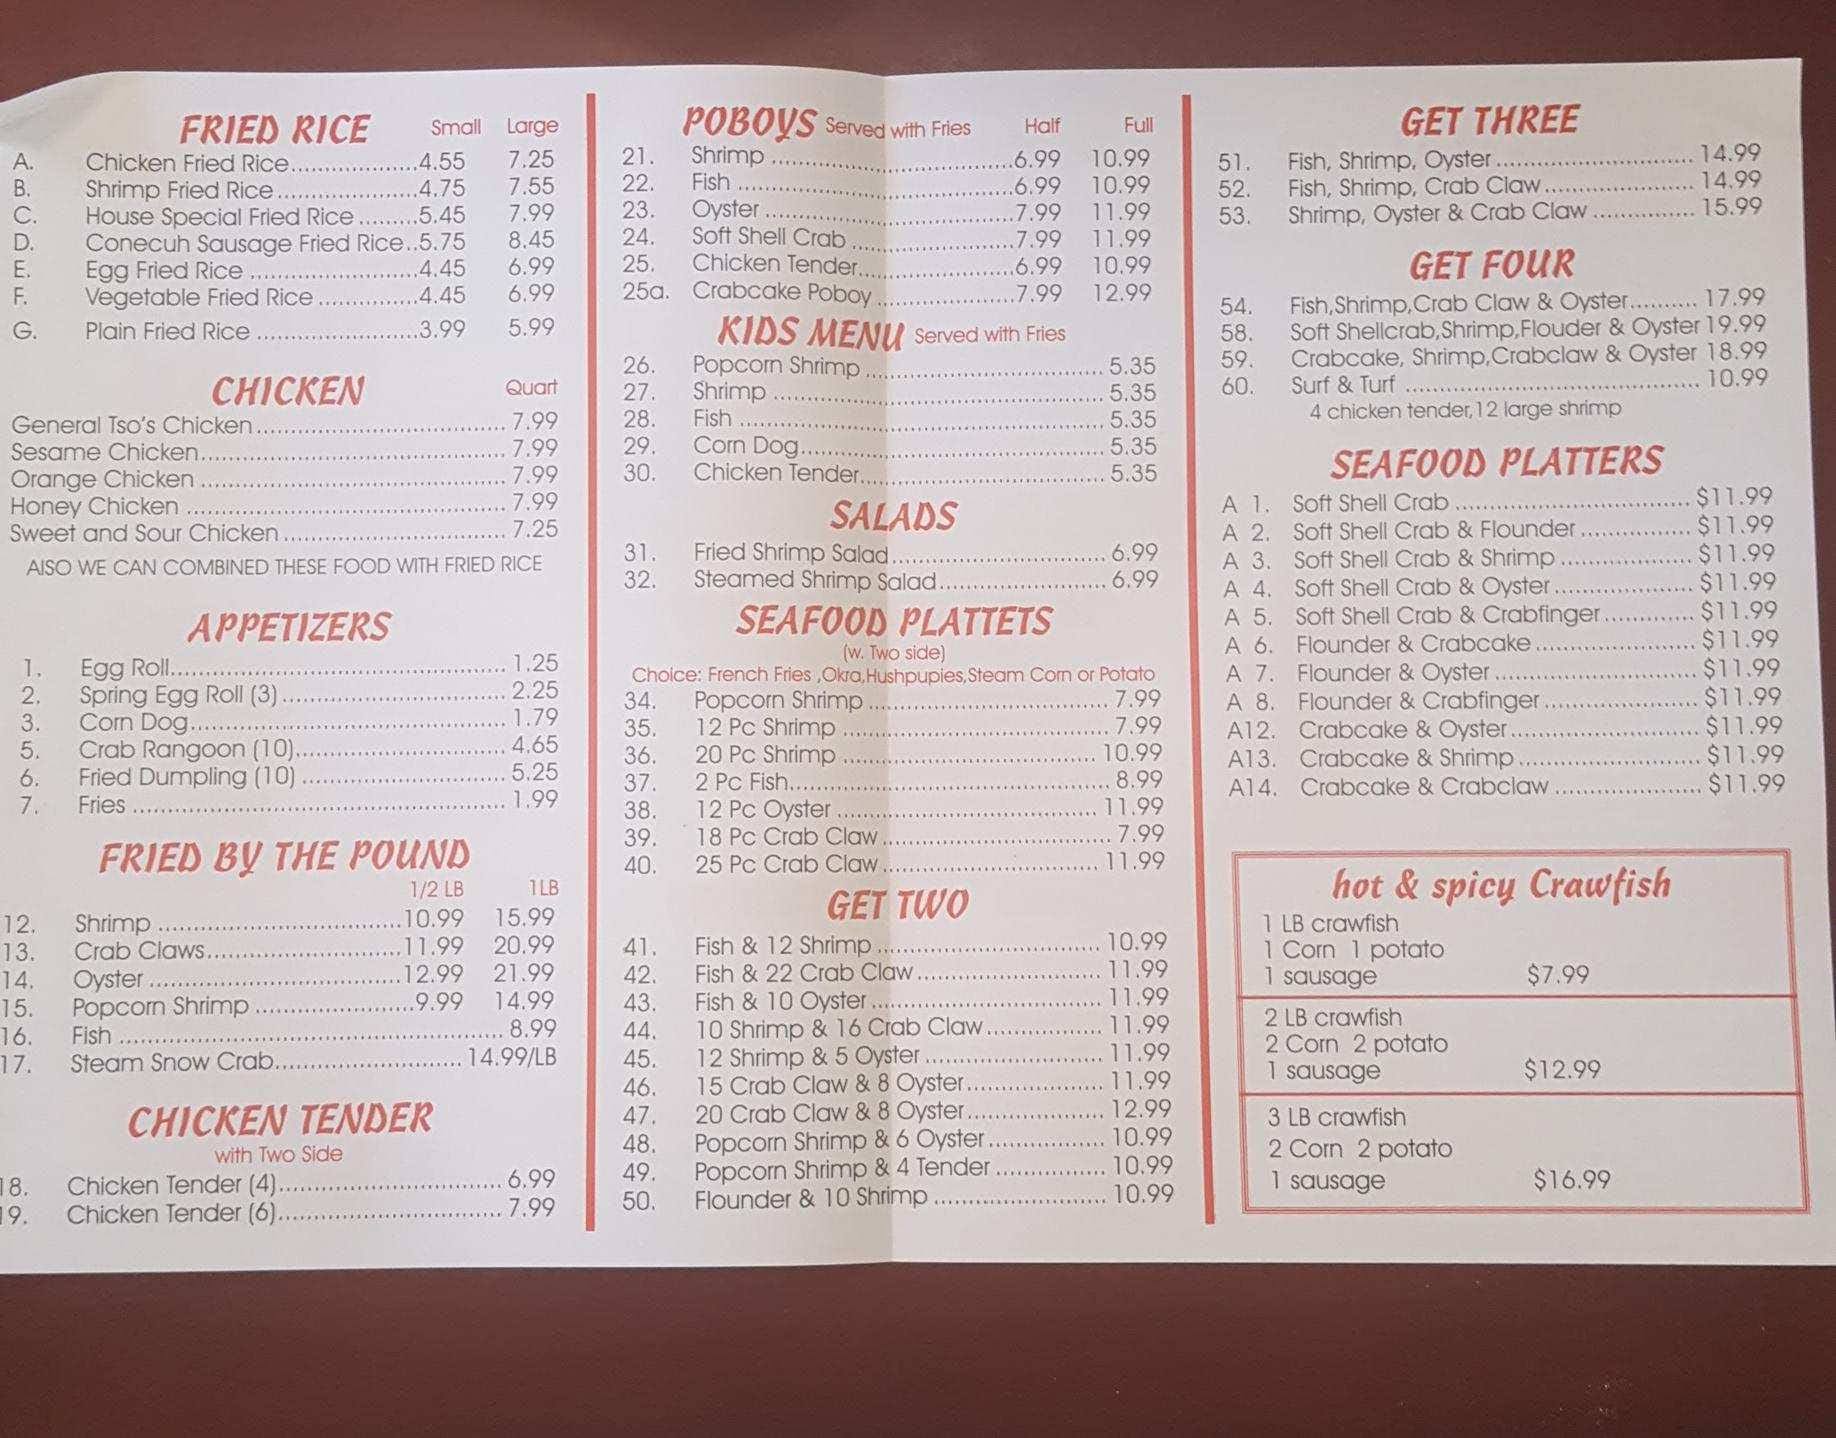 FRIED RICE Small Large
A. Chicken Fried Rice..................4.55 7.25
B. Shrimp Fried Rice....................4.75 7.55
C. House Special Fried Rice .........5.45 7.99
D. Conecuh Sausage Fried Rice..5.75 8.45
E. Egg Fried Rice ........................4.45 6.99
F. Vegetable Fried Rice ..............4.45 6.99
G. Plain Fried Rice .......................3.99 5.99
CHICKEN Quart
General Tso's Chicken................................... 7.99
Sesame Chicken........................................... 7.99
Orange Chicken ........................................... 7.99
Honey Chicken ............................................. 7.99
Sweet and Sour Chicken ............................... 7.25
AlSO WE CAN COMBINED THESE FOOD WITH FRIED RICE
APPETIZERS
1. Egg Roll............................................... 1.25
2. Spring Egg Roll (3) ............................... 2.25
3. Corn Dog............................................ 1.79
5. Crab Rangoon (10)............................. 4.65
6. Fried Dumpling (10) ............................ 5.25
7. Fries .................................................... 1.99
FRIED BY THE POUND
1/2 LB 1LB
12. Shrimp ..................................10.99 15.99
13. Crab Claws...........................11.99 20.99
14. Oyster ...................................12.99 21.99
15. Popcorn Shrimp ......................9.99 14.99
16. Fish ...................................................... 8.99
17. Steam Snow Crab.......................... 14.99/LB
CHICKEN TENDER
with Two Side
18. Chicken Tender (4)............................... 6.99
19. Chicken Tender (6)............................... 7.99
POBOYS Served with Fries Half Full
21. Shrimp ..................................6.99 10.99
22. Fish .......................................6.99 10.99
23. Oyster ...................................7.99 11.99
24. Soft Shell Crab .......................7.99 11.99
25. Chicken Tender......................6.99 10.99
25a. Crabcake Poboy ...................7.99 12.99
KIDS MENU Served with Fries
26. Popcorn Shrimp ................................. 5.35
27. Shrimp .............................................. 5.35
28. Fish ................................................... 5.35
29. Corn Dog........................................... 5.35
30. Chicken Tender.................................. 5.35
SALADS
31. Fried Shrimp Salad.............................. 6.99
32. Steamed Shrimp Salad....................... 6.99
SEAFOOD PLATTETS
(w. Two side)
Choice: French Fries ,Okra,Hushpupies,Steam Corn or Potato
34. Popcorn Shrimp .................................. 7.99
35. 12 Pc Shrimp ..................................... 7.99
36. 20 Pc Shrimp ................................... 10.99
37. 2 Pc Fish............................................. 8.99
38. 12 Pc Oyster .................................... 11.99
39. 18 Pc Crab Claw ................................ 7.99
40. 25 Pc Crab Claw .............................. 11.99
GET TWO
41. Fish & 12 Shrimp ............................... 10.99
42. Fish & 22 Crab Claw.......................... 11.99
43. Fish & 10 Oyster ................................ 11.99
44. 10 Shrimp & 16 Crab Claw................ 11.99
45. 12 Shrimp & 5 Oyster ........................ 11.99
46. 15 Crab Claw & 8 Oyster................... 11.99
47. 20 Crab Claw & 8 Oyster................... 12.99
48. Popcorn Shrimp & 6 Oyster................ 10.99
49. Popcorn Shrimp & 4 Tender ............... 10.99
50. Flounder & 10 Shrimp ........................ 10.99
GET THREE
51. Fish, Shrimp, Oyster ............................ 14.99
52. Fish, Shrimp, Crab Claw...................... 14.99
53. Shrimp, Oyster & Crab Claw ............... 15.99
GET FOUR
54. Fish,Shrimp,Crab Claw & Oyster.......... 17.99
58. Soft Shellcrab,Shrimp,Flouder & Oyster 19.99
59. Crabcake, Shrimp,Crabclaw & Oyster 18.99
60. Surf & Turf .......................................... 10.99
4 chicken tender,12 large shrimp
SEAFOOD PLATTERS
A 1. Soft Shell Crab ................................. $11.99
A 2. Soft Shell Crab & Flounder ................ $11.99
A 3. Soft Shell Crab & Shrimp ................... $11.99
A 4. Soft Shell Crab & Oyster.................... $11.99
A 5. Soft Shell Crab & Crabfinger............. $11.99
A 6. Flounder & Crabcake....................... $11.99
A 7. Flounder & Oyster ............................. $11.99
A 8. Flounder & Crabfinger...................... $11.99
A12. Crabcake & Oyster........................... $11.99
A13. Crabcake & Shrimp.......................... $11.99
A14. Crabcake & Crabclaw ..................... $11.99
hot & spicy Crawfish
1 LB crawfish
1 Corn 1 potato
1 sausage $7.99
2 LB crawfish
2 Corn 2 potato
1 sausage $12.99
3 LB crawfish
2 Corn 2 potato
1 sausage $16.99